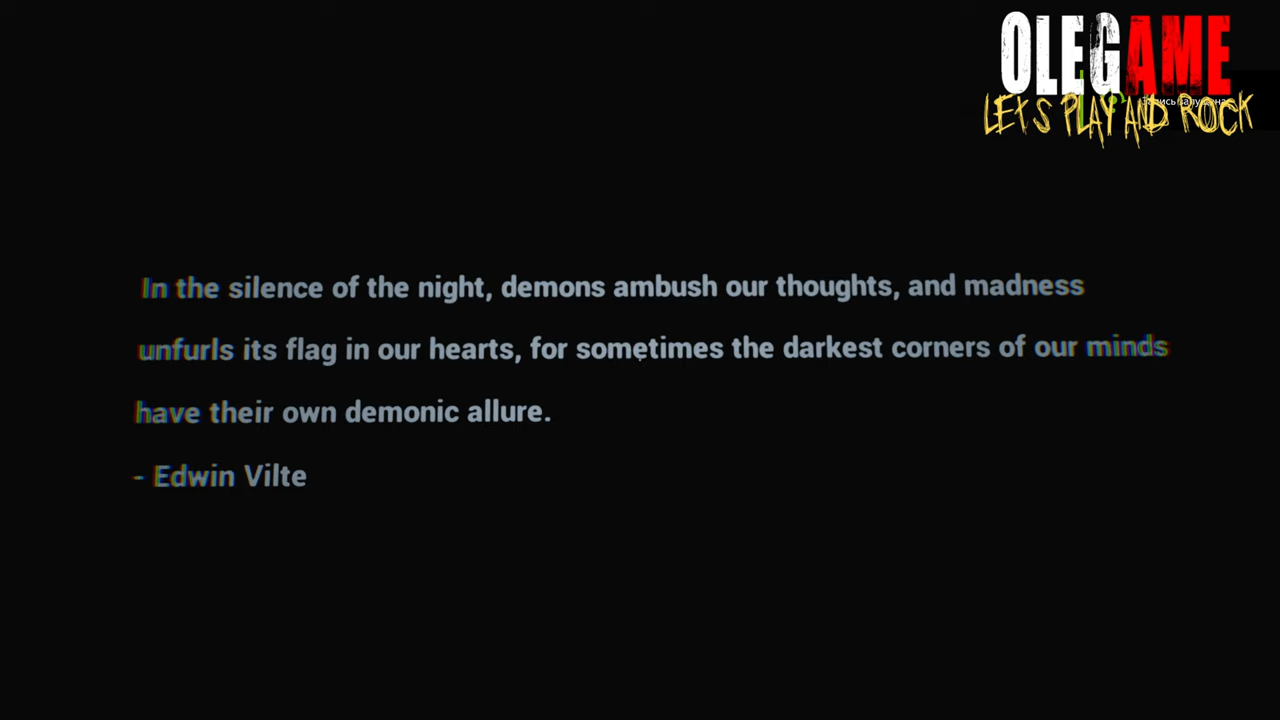 OLEGAME
LET'S PLAY AND ROCK
In the silence of the night, demons ambush our thoughts, and madness
unfurls its flag in our hearts, for sometimes the darkest corners of our minds
have their own demonic allure.
- Edwin Vilte